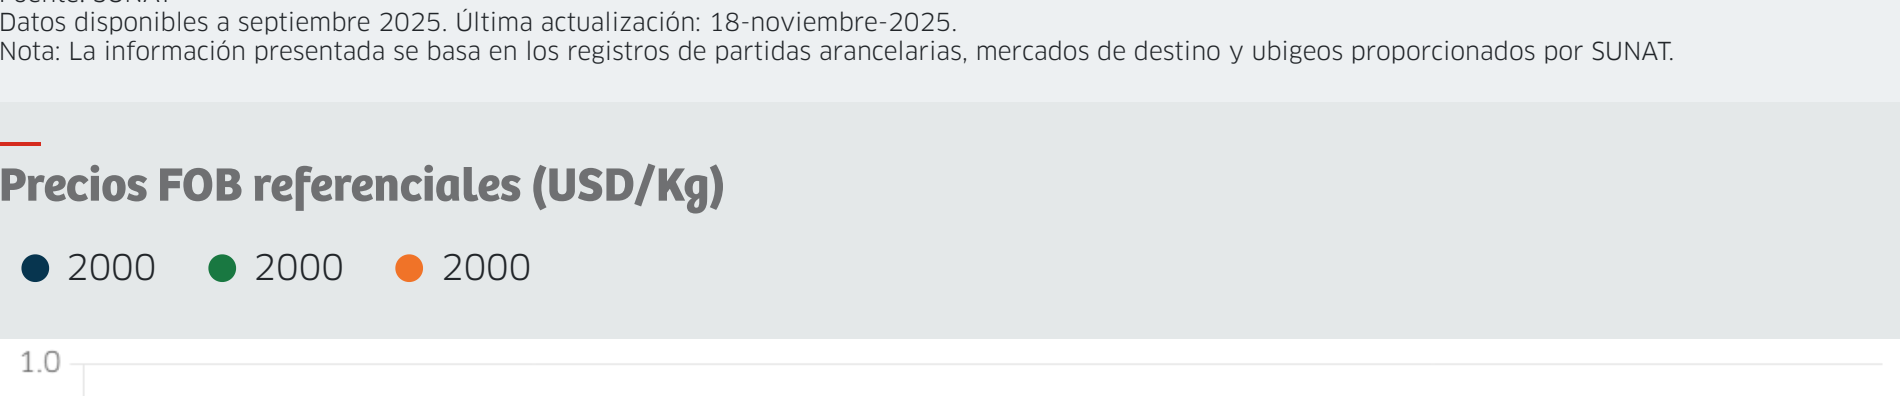 Fuente: SUNAT
Datos disponibles a septiembre 2025. Última actualización: 18-noviembre-2025.
Nota: La información presentada se basa en los registros de partidas arancelarias, mercados de destino y ubigeos proporcionados por SUNAT.
Precios FOB referenciales (USD/Kg)
2000 2000 2000
1.0